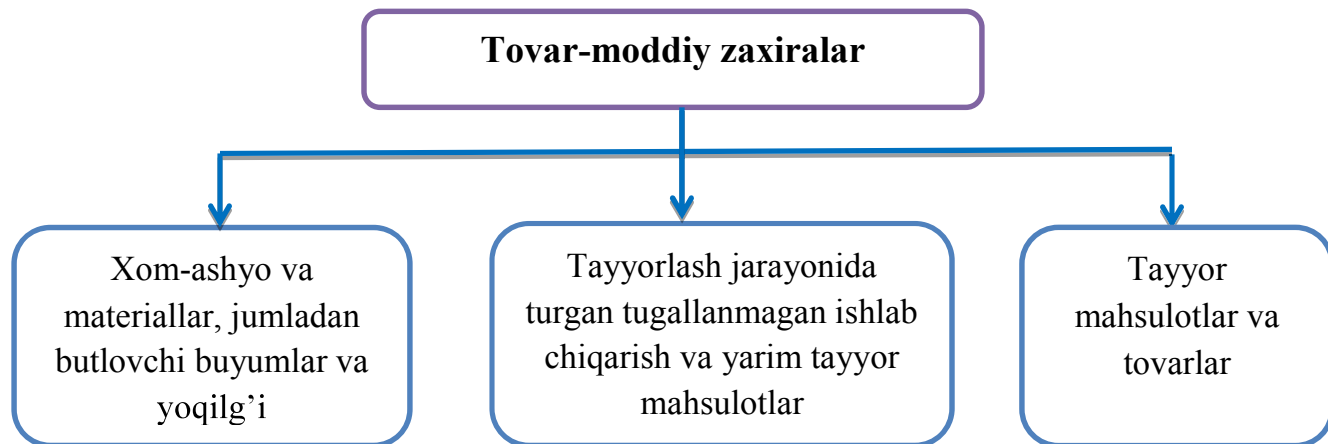 Tovar-moddiy zaxiralar
Xom-ashyo va
materiallar, jumladan
butlovchi buyumlar va
yoqilg’i
Tayyorlash jarayonida
turgan tugallanmagan ishlab
chiqarish va yarim tayyor
mahsulotlar
Tayyor
mahsulotlar va
tovarlar